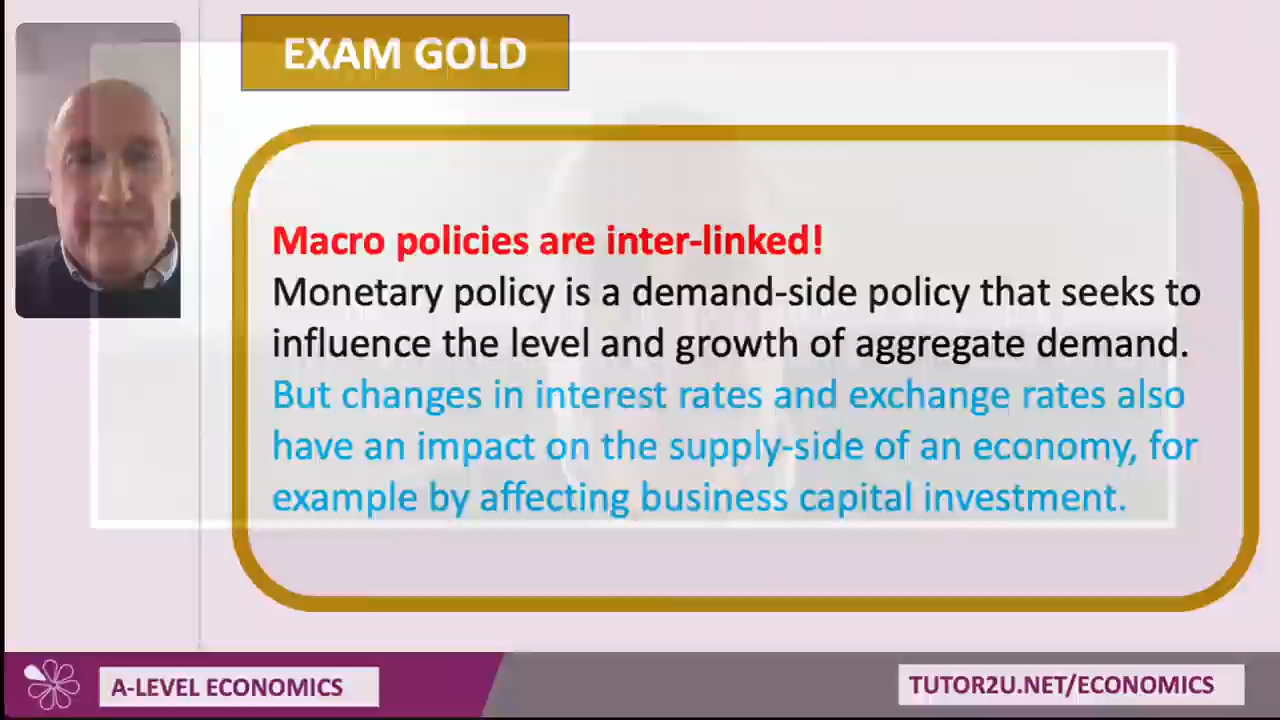 EXAM GOLD
Macro policies are inter-linked!
Monetary policy is a demand-side policy that seeks to
influence the level and growth of aggregate demand.
But changes in interest rates and exchange rates also
have an impact on the supply-side of an economy, for
example by affecting business capital investment.
A-LEVEL ECONOMICS
TUTOR2U.NET/ECONOMICS